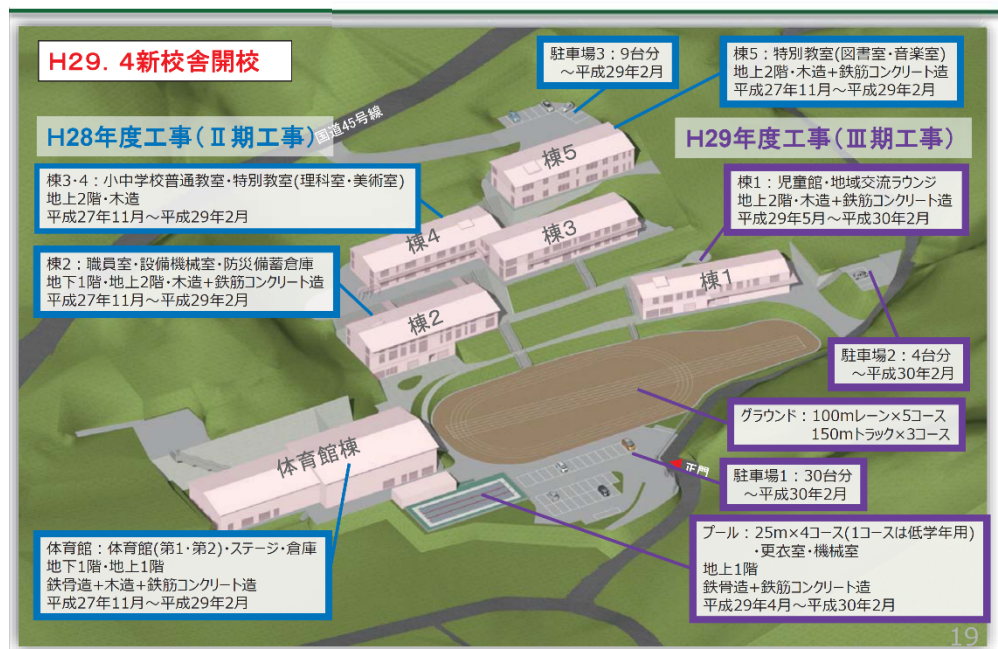 H29. 4新校舎開校
駐車場3：9台分
～平成29年2月
棟5：特別教室(図書室・音楽室)
地上2階・木造+鉄筋コンクリート造
平成27年11月～平成29年2月
国道45号線
H28年度工事(Ⅱ期工事)
H29年度工事(Ⅲ期工事)
棟3・4：小中学校普通教室・特別教室(理科室・美術室)
地上2階・木造
平成27年11月～平成29年2月
棟1：児童館・地域交流ラウンジ
地上2階・木造+鉄筋コンクリート造
平成29年5月～平成30年2月
棟2：職員室・設備機械室・防災備蓄倉庫
地下1階・地上2階・木造+鉄筋コンクリート造
平成27年11月～平成29年2月
棟5
棟4
棟3
棟1
棟2
駐車場2：4台分
～平成30年2月
グラウンド：100mレーン×5コース
150mトラック×3コース
体育館棟
正門
駐車場1：30台分
～平成30年2月
体育館：体育館(第1・第2)・ステージ・倉庫
地下1階・地上1階
鉄骨造+木造+鉄筋コンクリート造
平成27年11月～平成29年2月
プール：25m×4コース(1コースは低学年用)
・更衣室・機械室
地上1階
鉄骨造+鉄筋コンクリート造
平成29年4月～平成30年2月
19